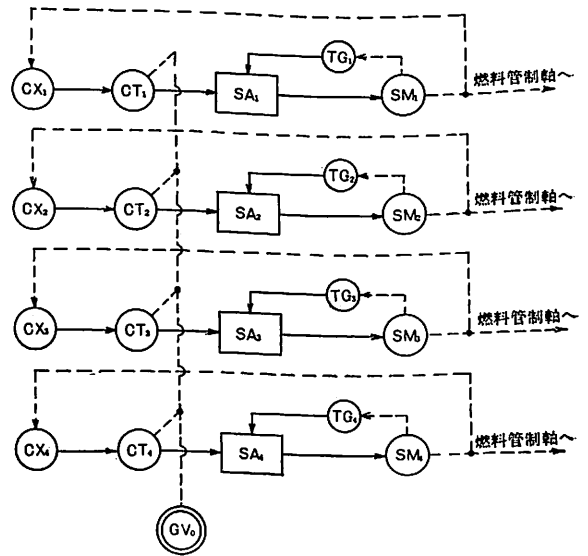 TG₁
CX₁ CT₁ SA₁ SM₁ 燃料管制軸へ
TG₂
CX₂ CT₂ SA₂ SM₂ 燃料管制軸へ
TG₃
CX₃ CT₃ SA₃ SM₃ 燃料管制軸へ
TG₄
CX₄ CT₄ SA₄ SM₄ 燃料管制軸へ
GV₀